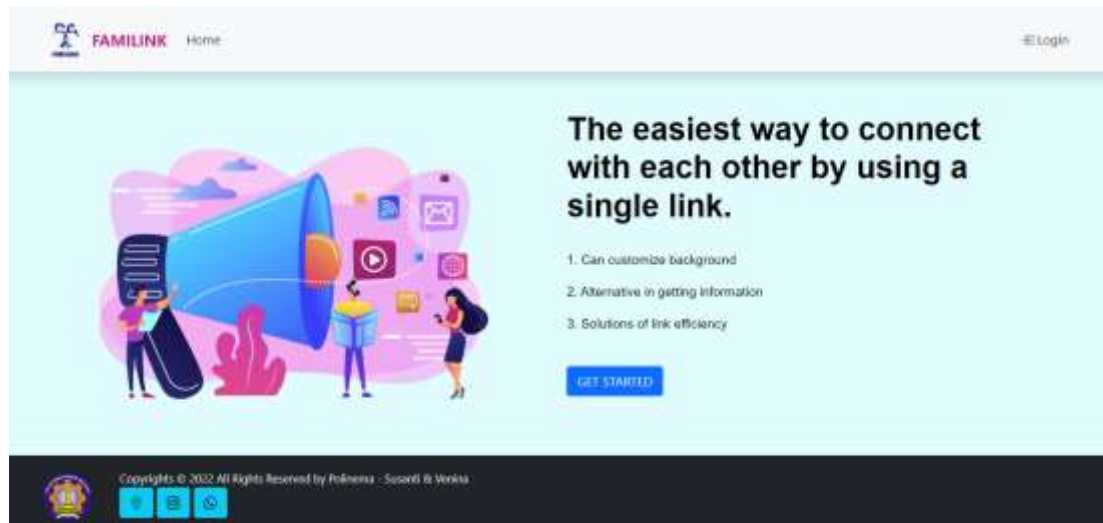 FAMILINK Home Login
The easiest way to connect
with each other by using a
single link.
1. Can customize background
2. Alternative in getting information
3. Solutions of link efficiency
GET STARTED
Copyrights © 2022 All Rights Reserved by Polinema - Susanti & Venina